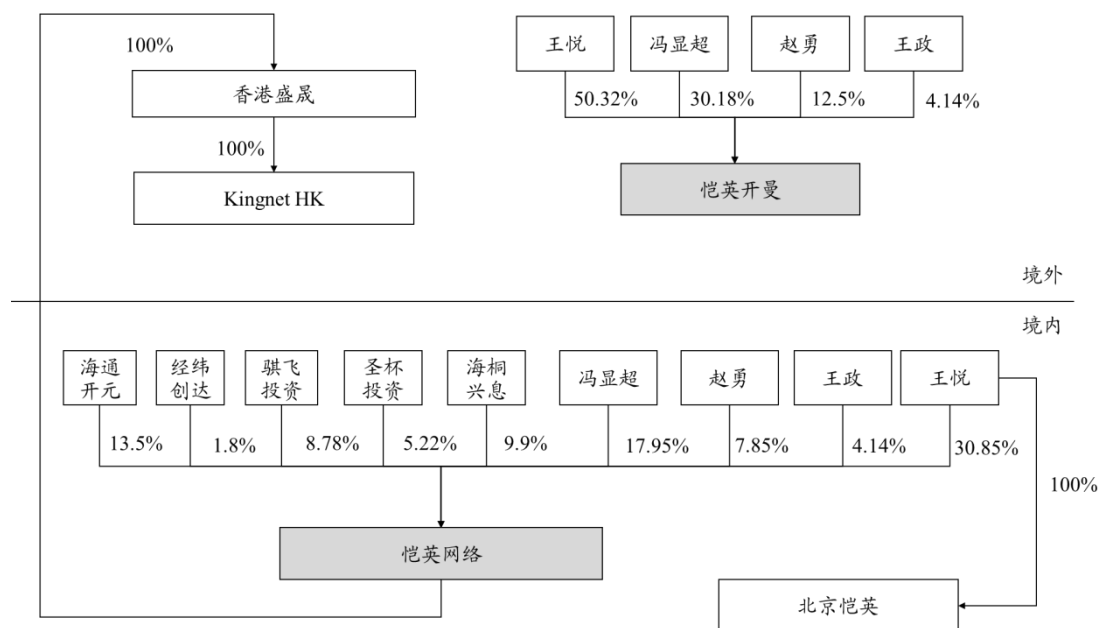 100%
香港盛晟
100%
Kingnet HK
王悦
冯显超
赵勇
王政
50.32%
30.18%
12.5%
4.14%
恺英开曼
境外
境内
海通
开元
经纬
创达
骐飞
投资
圣杯
投资
海桐
兴息
冯显超
赵勇
王政
王悦
13.5%
1.8%
8.78%
5.22%
9.9%
17.95%
7.85%
4.14%
30.85%
100%
恺英网络
北京恺英